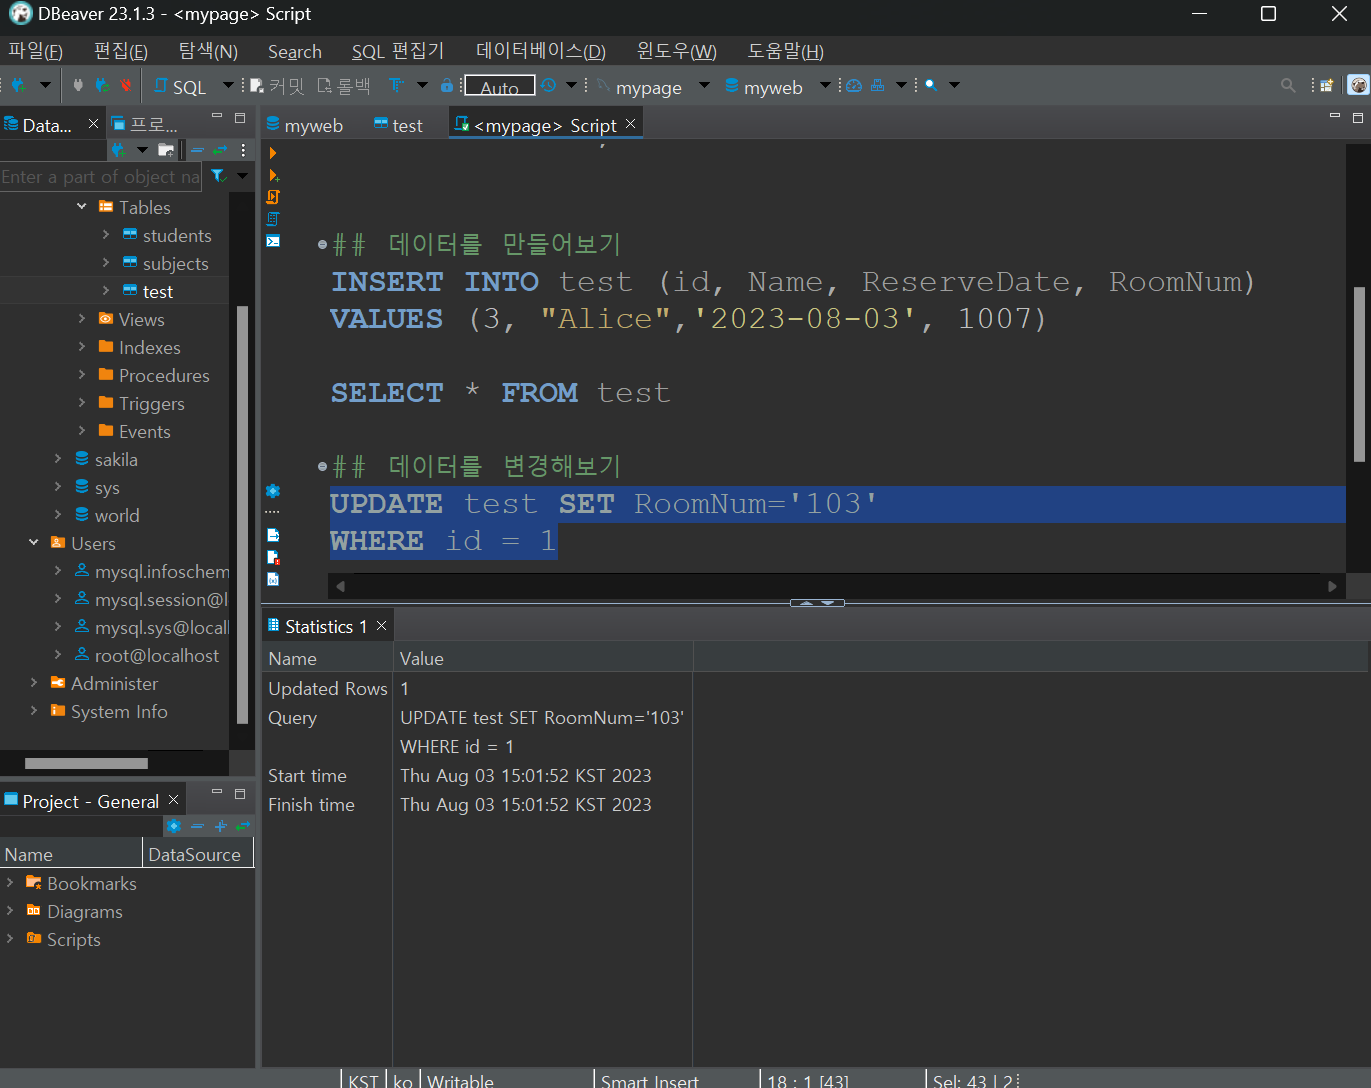 DBeaver 23.1.3 - <mypage> Script
파일(F) 편집(E) 탐색(N) Search SQL 편집기 데이터베이스(D) 윈도우(W) 도움말(H)
SQL 커밋 롤백 Auto mypage myweb
Data... 프로...
myweb test <mypage> Script
Enter a part of object na
Tables
students
subjects
test
Views
Indexes
Procedures
Triggers
Events
sakila
sys
world
Users
mysql.infoschem
mysql.session@l
mysql.sys@local
root@localhost
Administer
System Info
Project - General
Name DataSource
Bookmarks
Diagrams
Scripts
## 데이터를 만들어보기
INSERT INTO test (id, Name, ReserveDate, RoomNum)
VALUES (3, "Alice",'2023-08-03', 1007)
SELECT * FROM test
## 데이터를 변경해보기
UPDATE test SET RoomNum='103'
WHERE id = 1
Statistics 1
Name Value
Updated Rows 1
Query UPDATE test SET RoomNum='103'
WHERE id = 1
Start time Thu Aug 03 15:01:52 KST 2023
Finish time Thu Aug 03 15:01:52 KST 2023
KST ko Writable Smart Insert 18 : 1 [43] Sel: 43 | 2